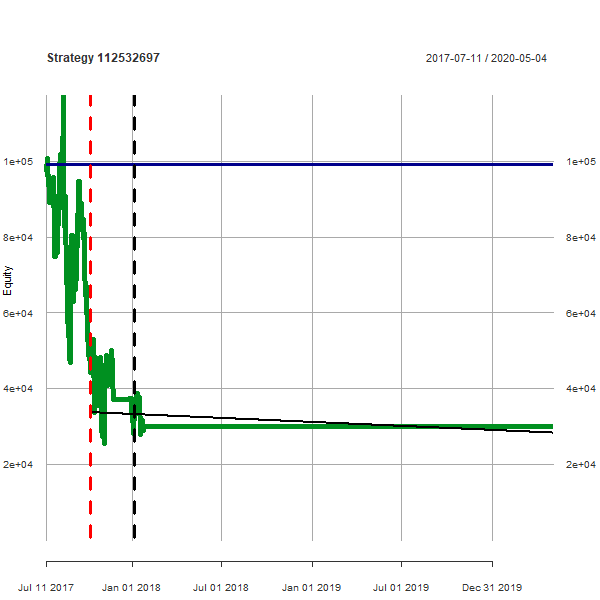 Strategy 112532697
2017-07-11 / 2020-05-04
1e+05
1e+05
8e+04
8e+04
Equity
6e+04
6e+04
4e+04
4e+04
2e+04
2e+04
Jul 11 2017
Jan 01 2018
Jul 01 2018
Jan 01 2019
Jul 01 2019
Dec 31 2019